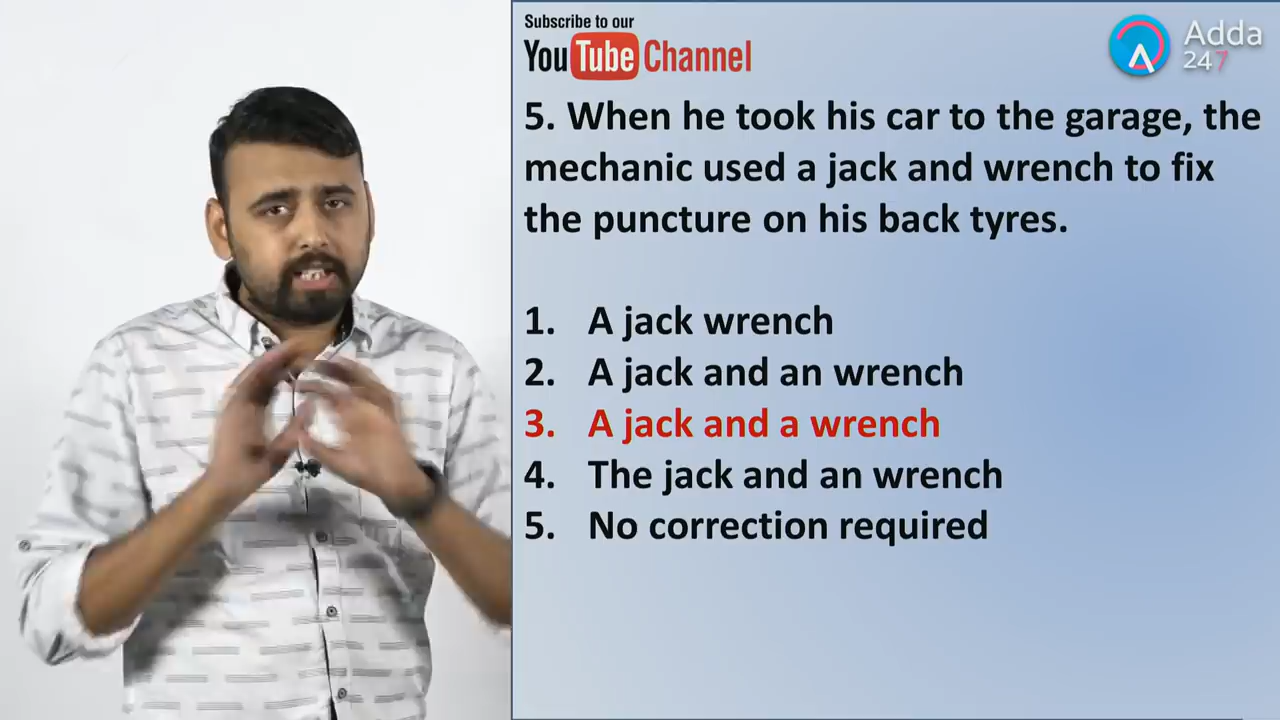 Subscribe to our
YouTube Channel
Adda
247
5. When he took his car to the garage, the
mechanic used a jack and wrench to fix
the puncture on his back tyres.
1. A jack wrench
2. A jack and an wrench
3. A jack and a wrench
4. The jack and an wrench
5. No correction required